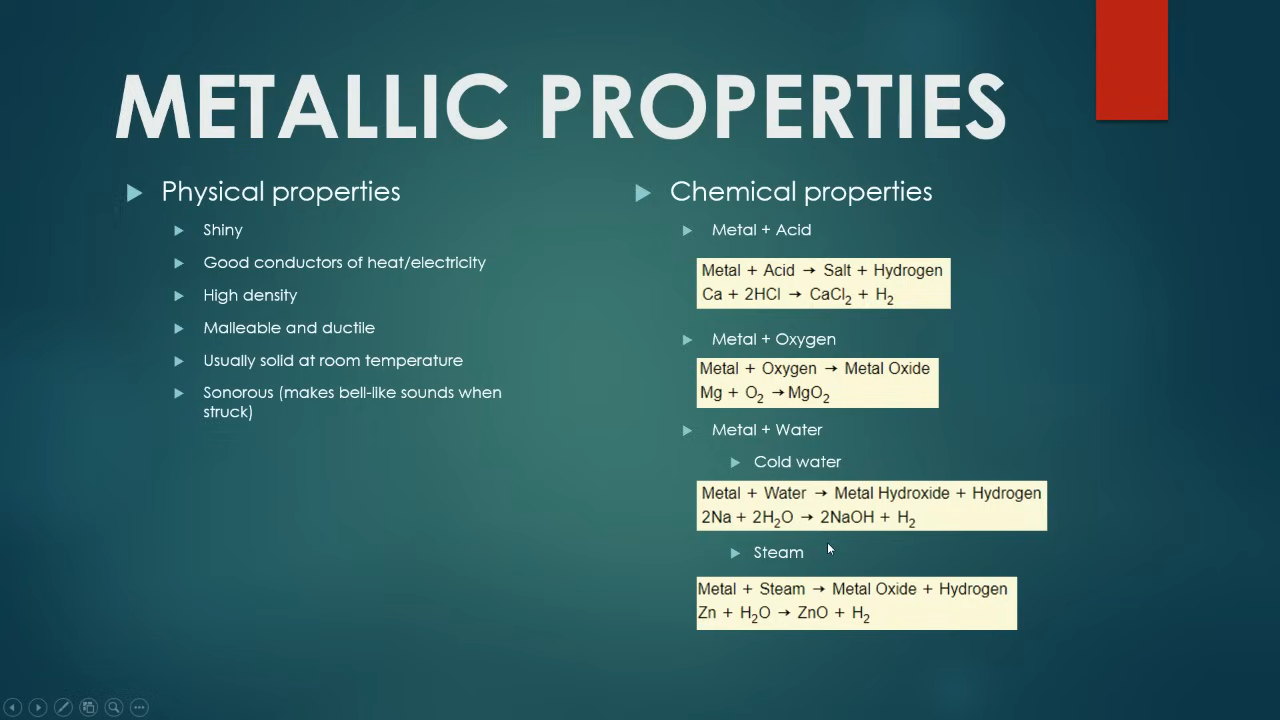 METALLIC PROPERTIES
Physical properties
Shiny
Good conductors of heat/electricity
High density
Malleable and ductile
Usually solid at room temperature
Sonorous (makes bell-like sounds when
struck)
Chemical properties
Metal + Acid
Metal + Acid → Salt + Hydrogen
Ca + 2HCl → CaCl₂ + H₂
Metal + Oxygen
Metal + Oxygen → Metal Oxide
Mg + O₂ → MgO₂
Metal + Water
Cold water
Metal + Water → Metal Hydroxide + Hydrogen
2Na + 2H₂O → 2NaOH + H₂
Steam
Metal + Steam → Metal Oxide + Hydrogen
Zn + H₂O → ZnO + H₂